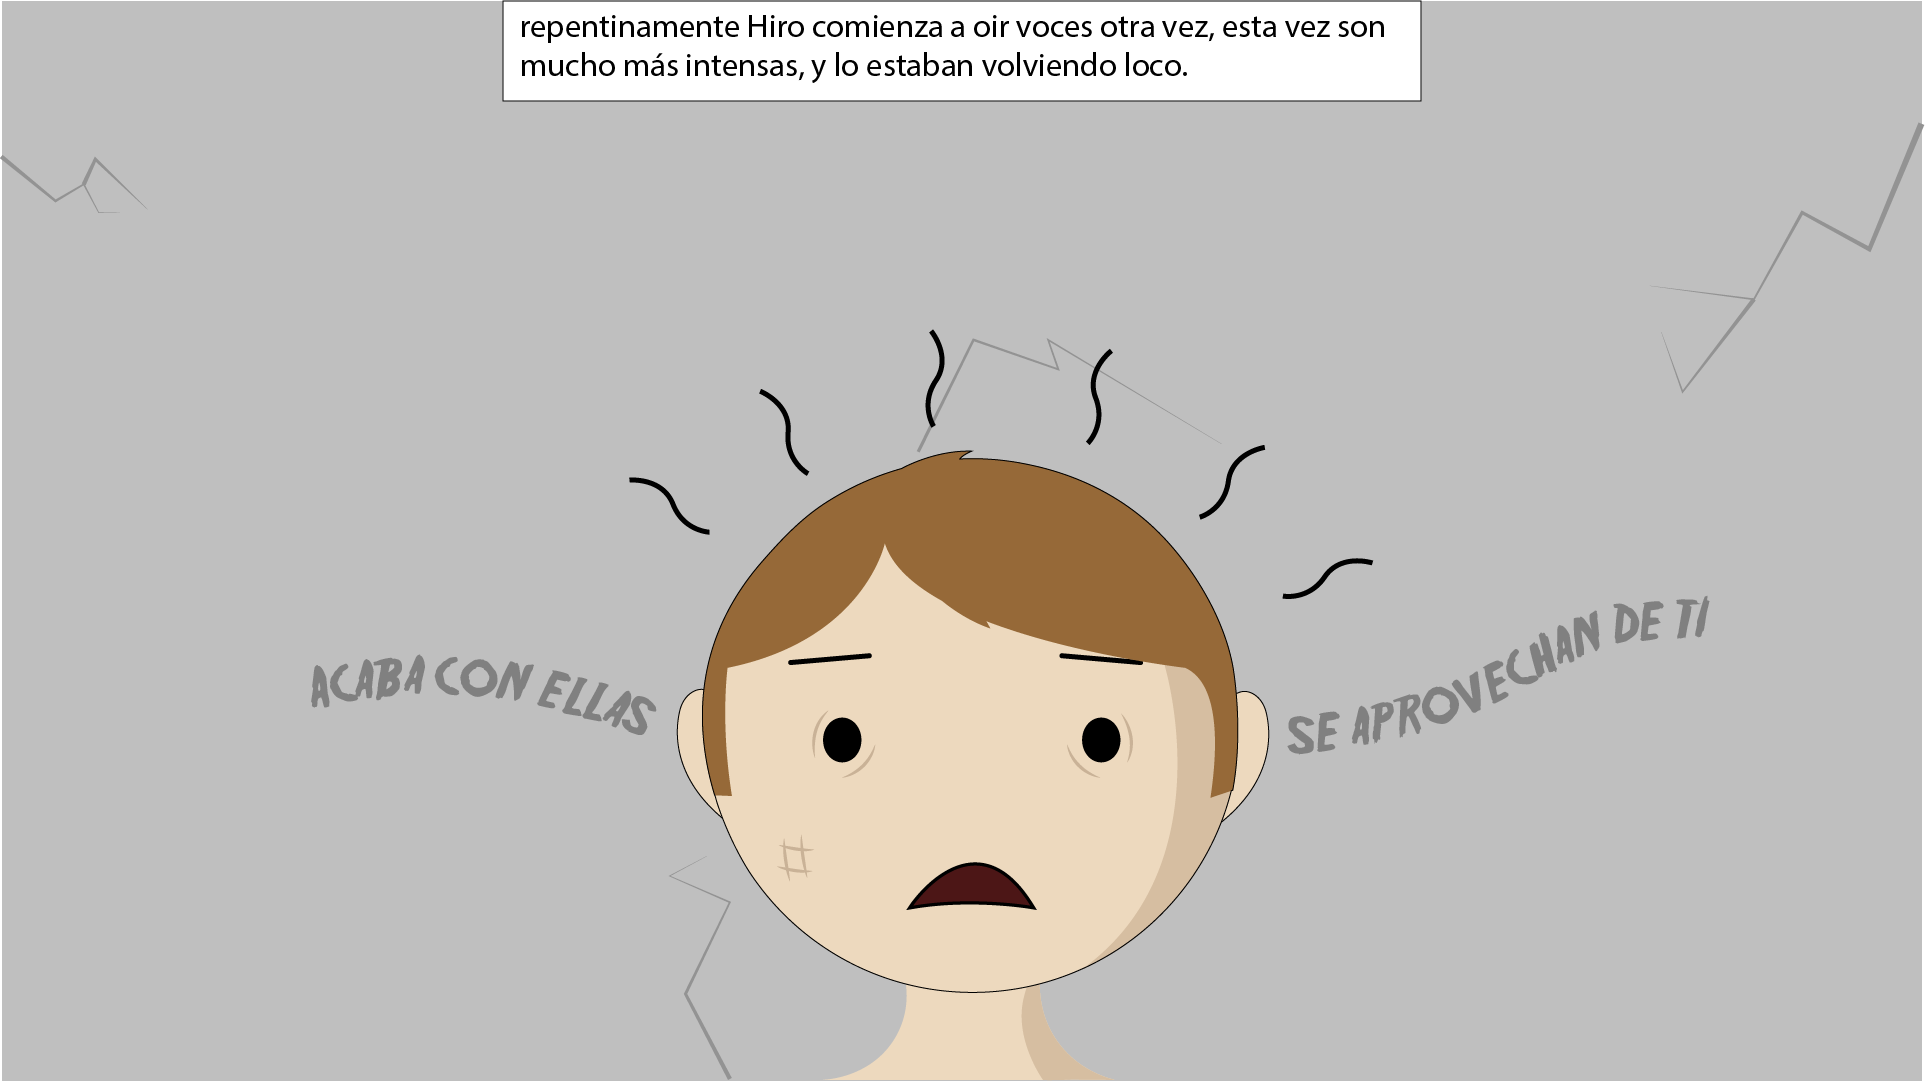 repentinamente Hiro comienza a oir voces otra vez, esta vez son
mucho más intensas, y lo estaban volviendo loco.
ACABA CON ELLAS
SE APROVECHAN DE TI